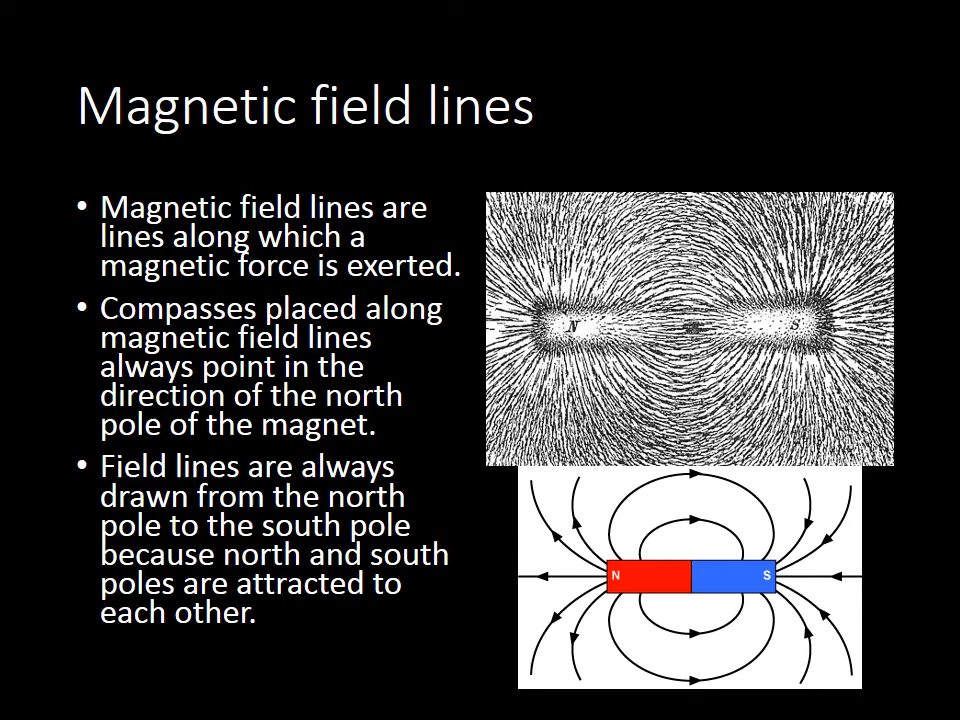 Magnetic field lines
• Magnetic field lines are
lines along which a
magnetic force is exerted.
• Compasses placed along
magnetic field lines
always point in the
direction of the north
pole of the magnet.
• Field lines are always
drawn from the north
pole to the south pole
because north and south
poles are attracted to
each other.
N S
N S